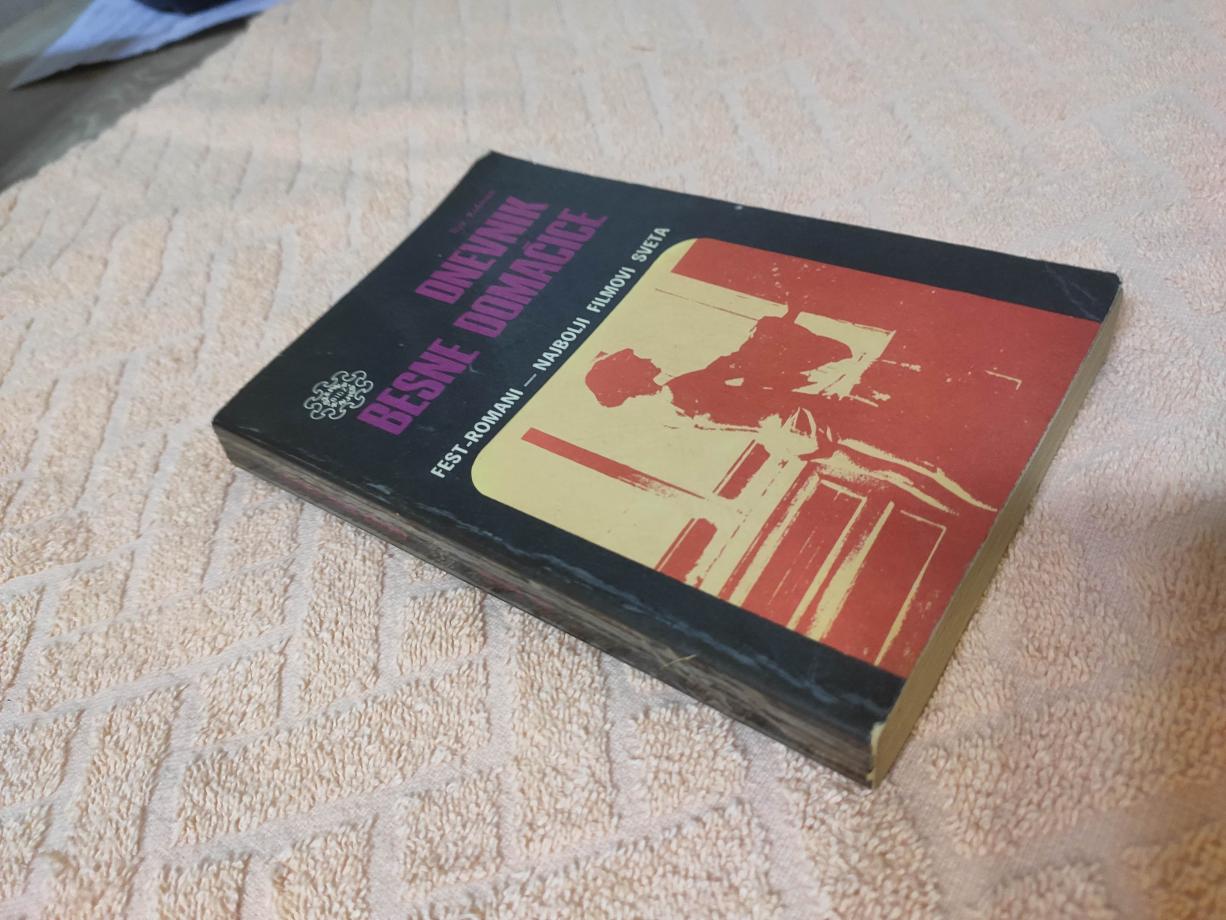 DNEVNIK
BESNE DOMAĆICE
FEST-ROMANI — NAJBOLJI FILMOVI SVETA